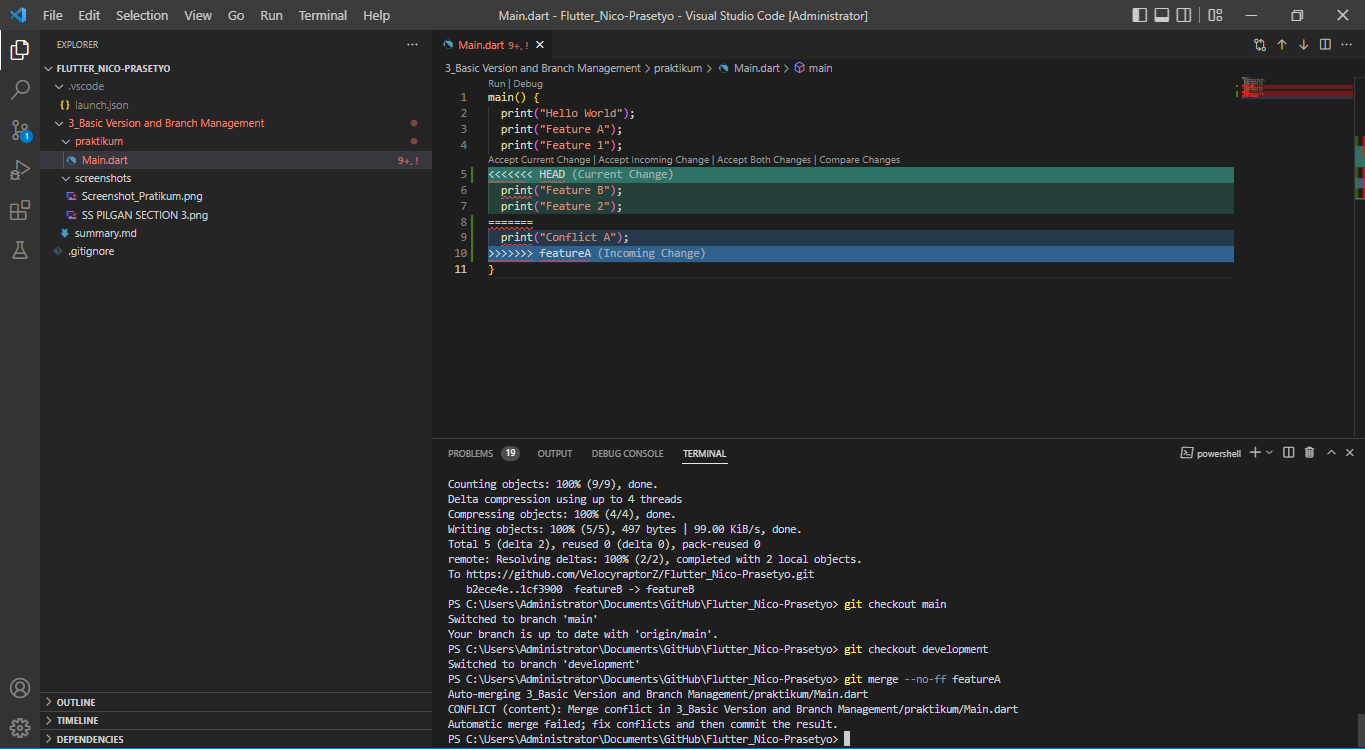 File Edit Selection View Go Run Terminal Help
Main.dart - Flutter_Nico-Prasetyo - Visual Studio Code [Administrator]
EXPLORER
FLUTTER_NICO-PRASETYO
.vscode
launch.json
3_Basic Version and Branch Management
praktikum
Main.dart 9+, !
screenshots
Screenshot_Pratikum.png
SS PILGAN SECTION 3.png
summary.md
.gitignore
1
OUTLINE
TIMELINE
DEPENDENCIES
Main.dart 9+, !
3_Basic Version and Branch Management > praktikum > Main.dart > main
Run | Debug
1 main() {
2 print("Hello World");
3 print("Feature A");
4 print("Feature 1");
Accept Current Change | Accept Incoming Change | Accept Both Changes | Compare Changes
5 <<<<<<< HEAD (Current Change)
6 print("Feature B");
7 print("Feature 2");
8 =======
9 print("Conflict A");
10 >>>>>>> featureA (Incoming Change)
11 }
PROBLEMS 19 OUTPUT DEBUG CONSOLE TERMINAL
powershell
Counting objects: 100% (9/9), done.
Delta compression using up to 4 threads
Compressing objects: 100% (4/4), done.
Writing objects: 100% (5/5), 497 bytes | 99.00 KiB/s, done.
Total 5 (delta 2), reused 0 (delta 0), pack-reused 0
remote: Resolving deltas: 100% (2/2), completed with 2 local objects.
To https://github.com/VelocyraptorZ/Flutter_Nico-Prasetyo.git
b2ece4e..1cf3900 featureB -> featureB
PS C:\Users\Administrator\Documents\GitHub\Flutter_Nico-Prasetyo> git checkout main
Switched to branch 'main'
Your branch is up to date with 'origin/main'.
PS C:\Users\Administrator\Documents\GitHub\Flutter_Nico-Prasetyo> git checkout development
Switched to branch 'development'
PS C:\Users\Administrator\Documents\GitHub\Flutter_Nico-Prasetyo> git merge --no-ff featureA
Auto-merging 3_Basic Version and Branch Management/praktikum/Main.dart
CONFLICT (content): Merge conflict in 3_Basic Version and Branch Management/praktikum/Main.dart
Automatic merge failed; fix conflicts and then commit the result.
PS C:\Users\Administrator\Documents\GitHub\Flutter_Nico-Prasetyo>